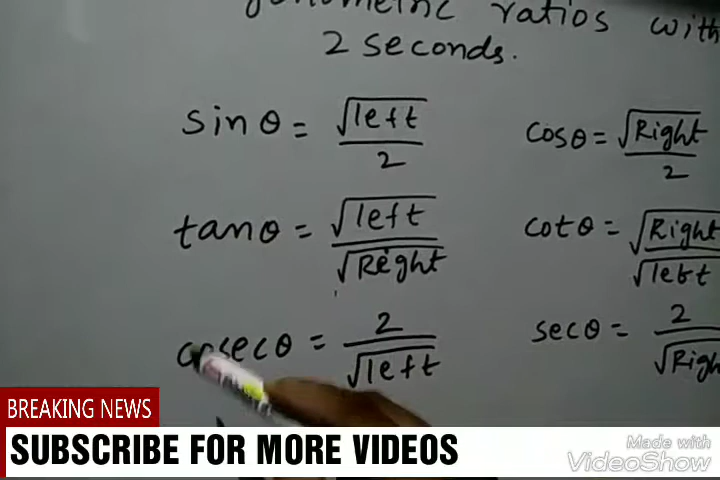 gonometric ratios with
2 seconds.
sinθ = √left / 2
cosθ = √Right / 2
tanθ = √left / √Right
cotθ = √Right / √left
cosecθ = 2 / √left
secθ = 2 / √Righ
BREAKING NEWS
SUBSCRIBE FOR MORE VIDEOS
Made with
VideoShow